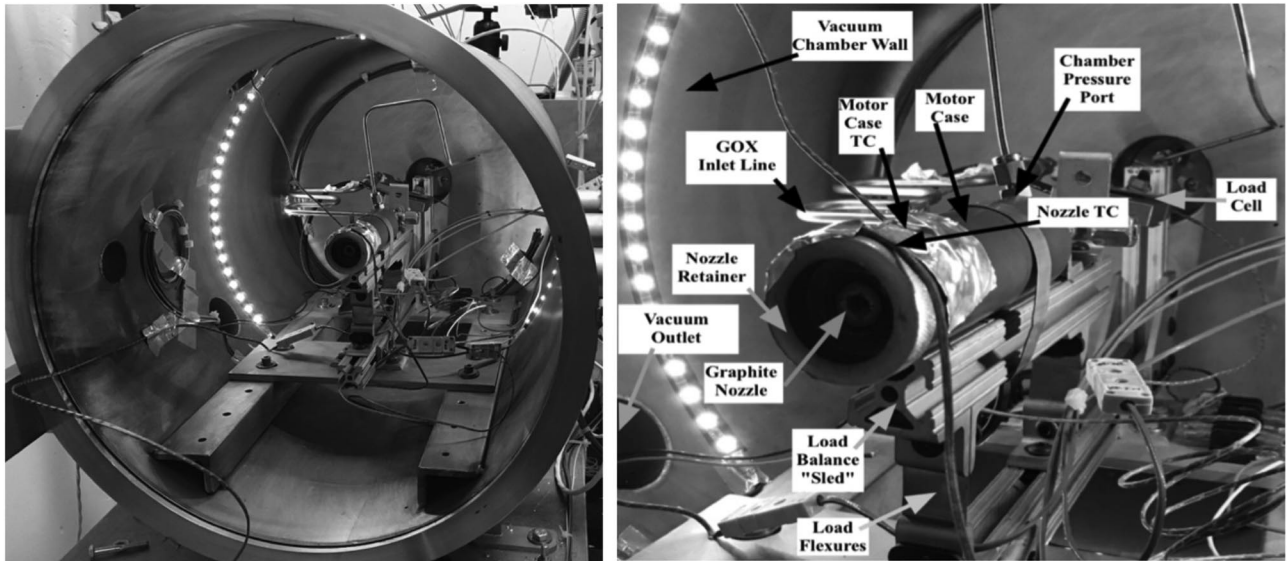 Vacuum
Chamber Wall
Chamber
Pressure
Port
Motor
Case
TC
Motor
Case
GOX
Inlet Line
Load
Cell
Nozzle TC
Nozzle
Retainer
Vacuum
Outlet
Graphite
Nozzle
Load
Balance
"Sled"
Load
Flexures